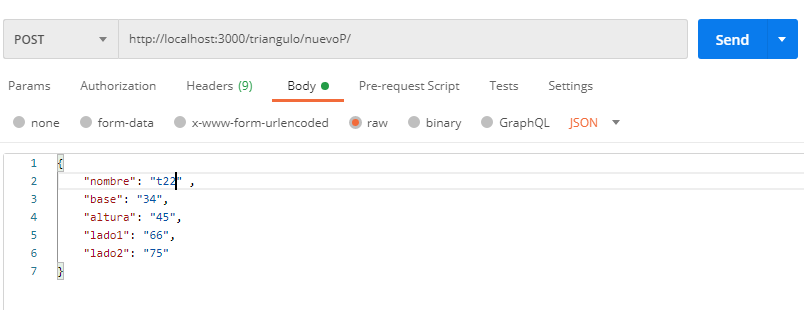 POST http://localhost:3000/triangulo/nuevoP/ Send
Params Authorization Headers (9) Body Pre-request Script Tests Settings
none form-data x-www-form-urlencoded raw binary GraphQL JSON
1 {
2 "nombre": "t22" ,
3 "base": "34",
4 "altura": "45",
5 "lado1": "66",
6 "lado2": "75"
7 }